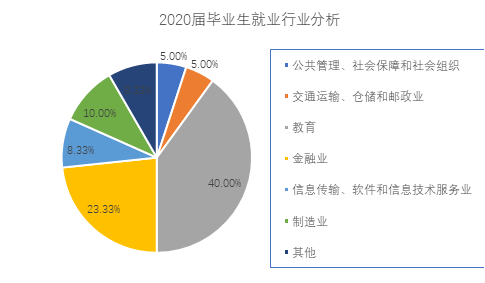 2020届毕业生就业行业分析
5.00%
5.00%
40.00%
23.33%
8.33%
10.00%
公共管理、社会保障和社会组织
交通运输、仓储和邮政业
教育
金融业
信息传输、软件和信息技术服务业
制造业
其他